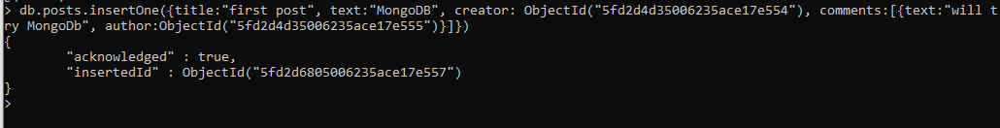 > db.posts.insertOne({title:"first post", text:"MongoDB", creator: ObjectId("5fd2d4d35006235ace17e554"), comments:[{text:"will t
ry MongoDb", author:ObjectId("5fd2d4d35006235ace17e555")}]})
{
        "acknowledged" : true,
        "insertedId" : ObjectId("5fd2d6805006235ace17e557")
}
>